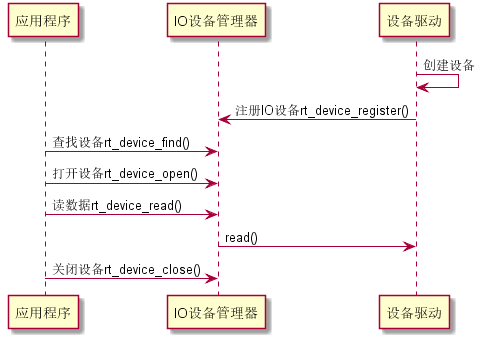 应用程序
IO设备管理器
设备驱动
创建设备
注册IO设备rt_device_register()
查找设备rt_device_find()
打开设备rt_device_open()
读数据rt_device_read()
read()
关闭设备rt_device_close()
应用程序
IO设备管理器
设备驱动